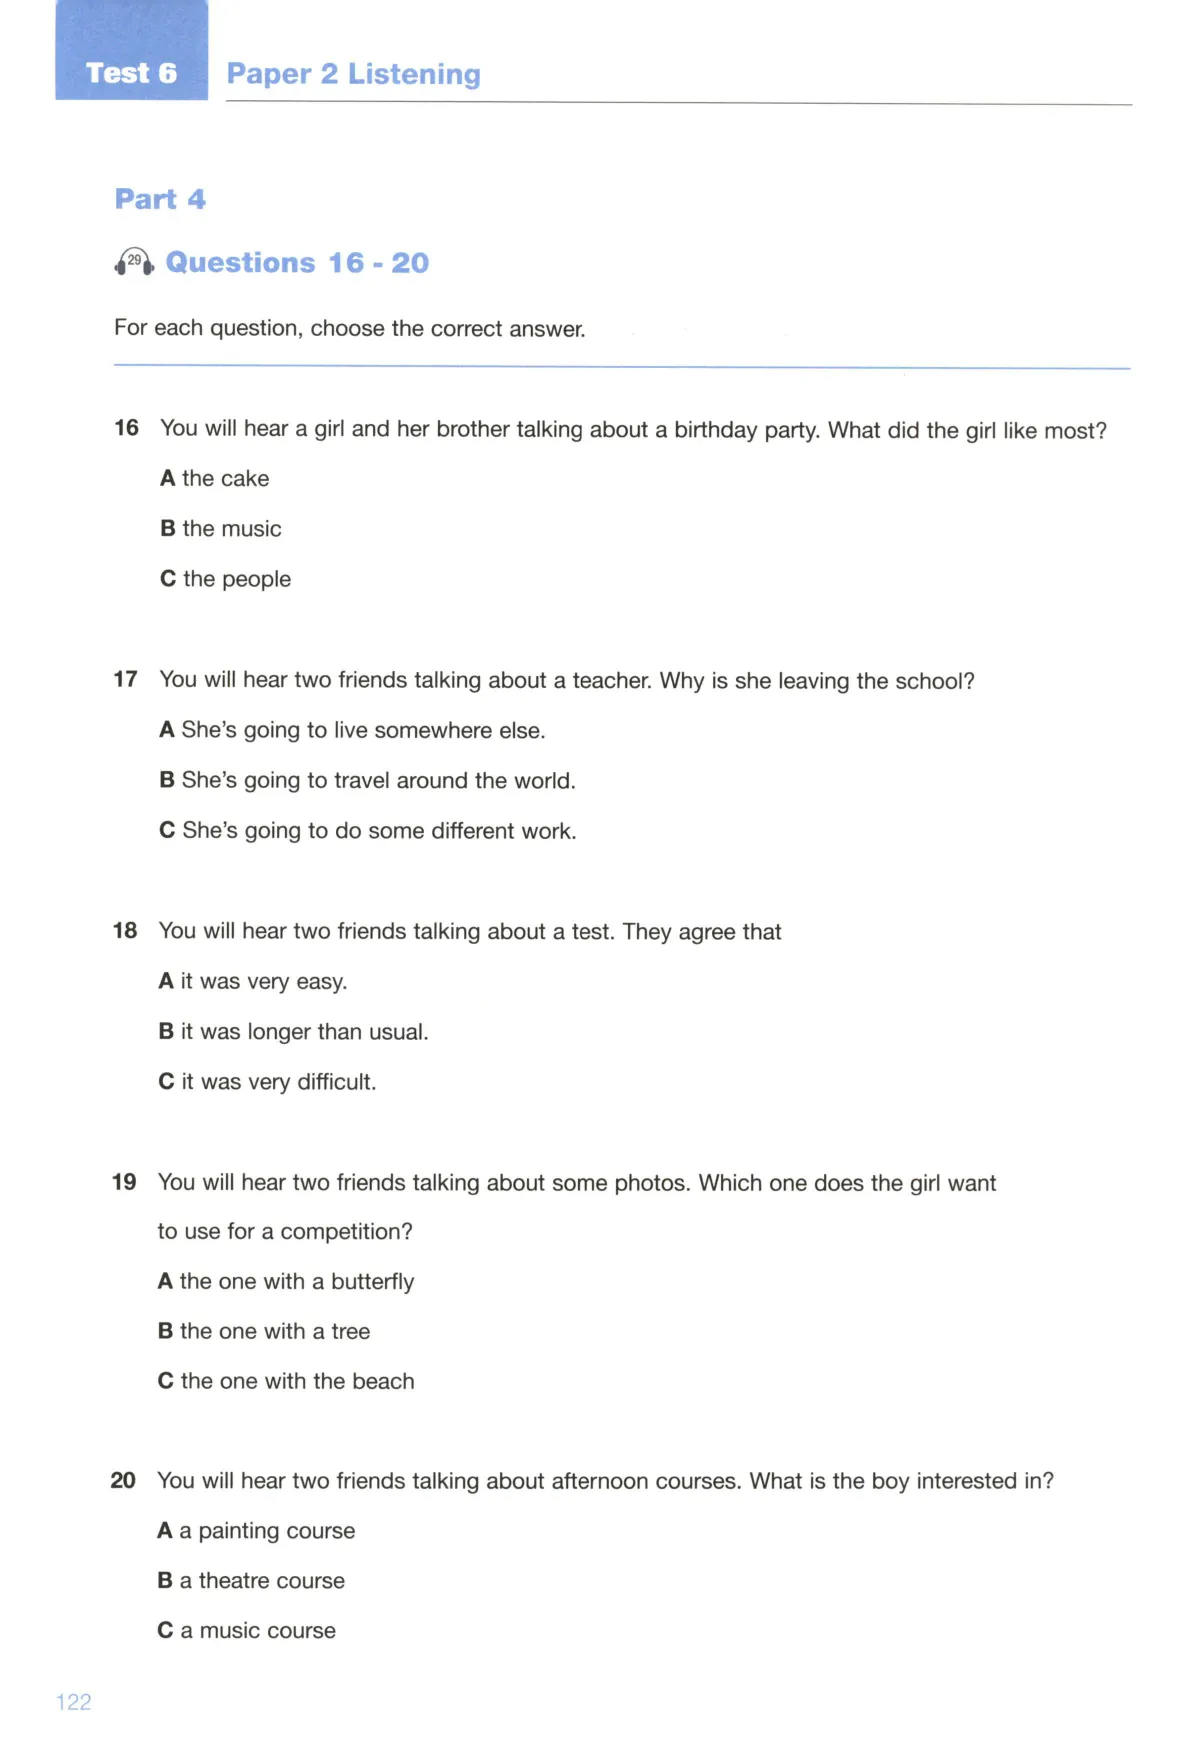 Test 6
Paper 2 Listening
Part 4
29
Questions 16 - 20
For each question, choose the correct answer.
16 You will hear a girl and her brother talking about a birthday party. What did the girl like most?
A the cake
B the music
C the people
17 You will hear two friends talking about a teacher. Why is she leaving the school?
A She's going to live somewhere else.
B She's going to travel around the world.
C She's going to do some different work.
18 You will hear two friends talking about a test. They agree that
A it was very easy.
B it was longer than usual.
C it was very difficult.
19 You will hear two friends talking about some photos. Which one does the girl want
to use for a competition?
A the one with a butterfly
B the one with a tree
C the one with the beach
20 You will hear two friends talking about afternoon courses. What is the boy interested in?
A a painting course
B a theatre course
C a music course
122